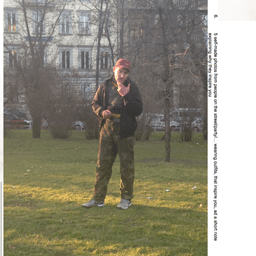 6. 5 self-made photos from people on the street/party/... wearing outfits, that inspire you, ad a short note
explaining why they inspire you